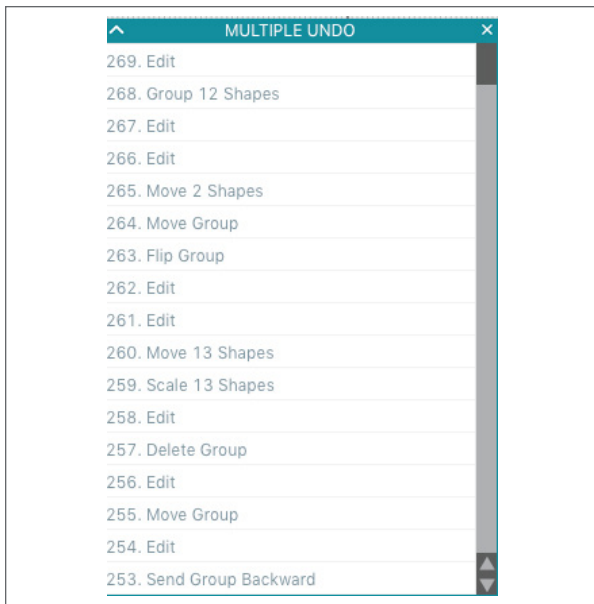 MULTIPLE UNDO
269. Edit
268. Group 12 Shapes
267. Edit
266. Edit
265. Move 2 Shapes
264. Move Group
263. Flip Group
262. Edit
261. Edit
260. Move 13 Shapes
259. Scale 13 Shapes
258. Edit
257. Delete Group
256. Edit
255. Move Group
254. Edit
253. Send Group Backward